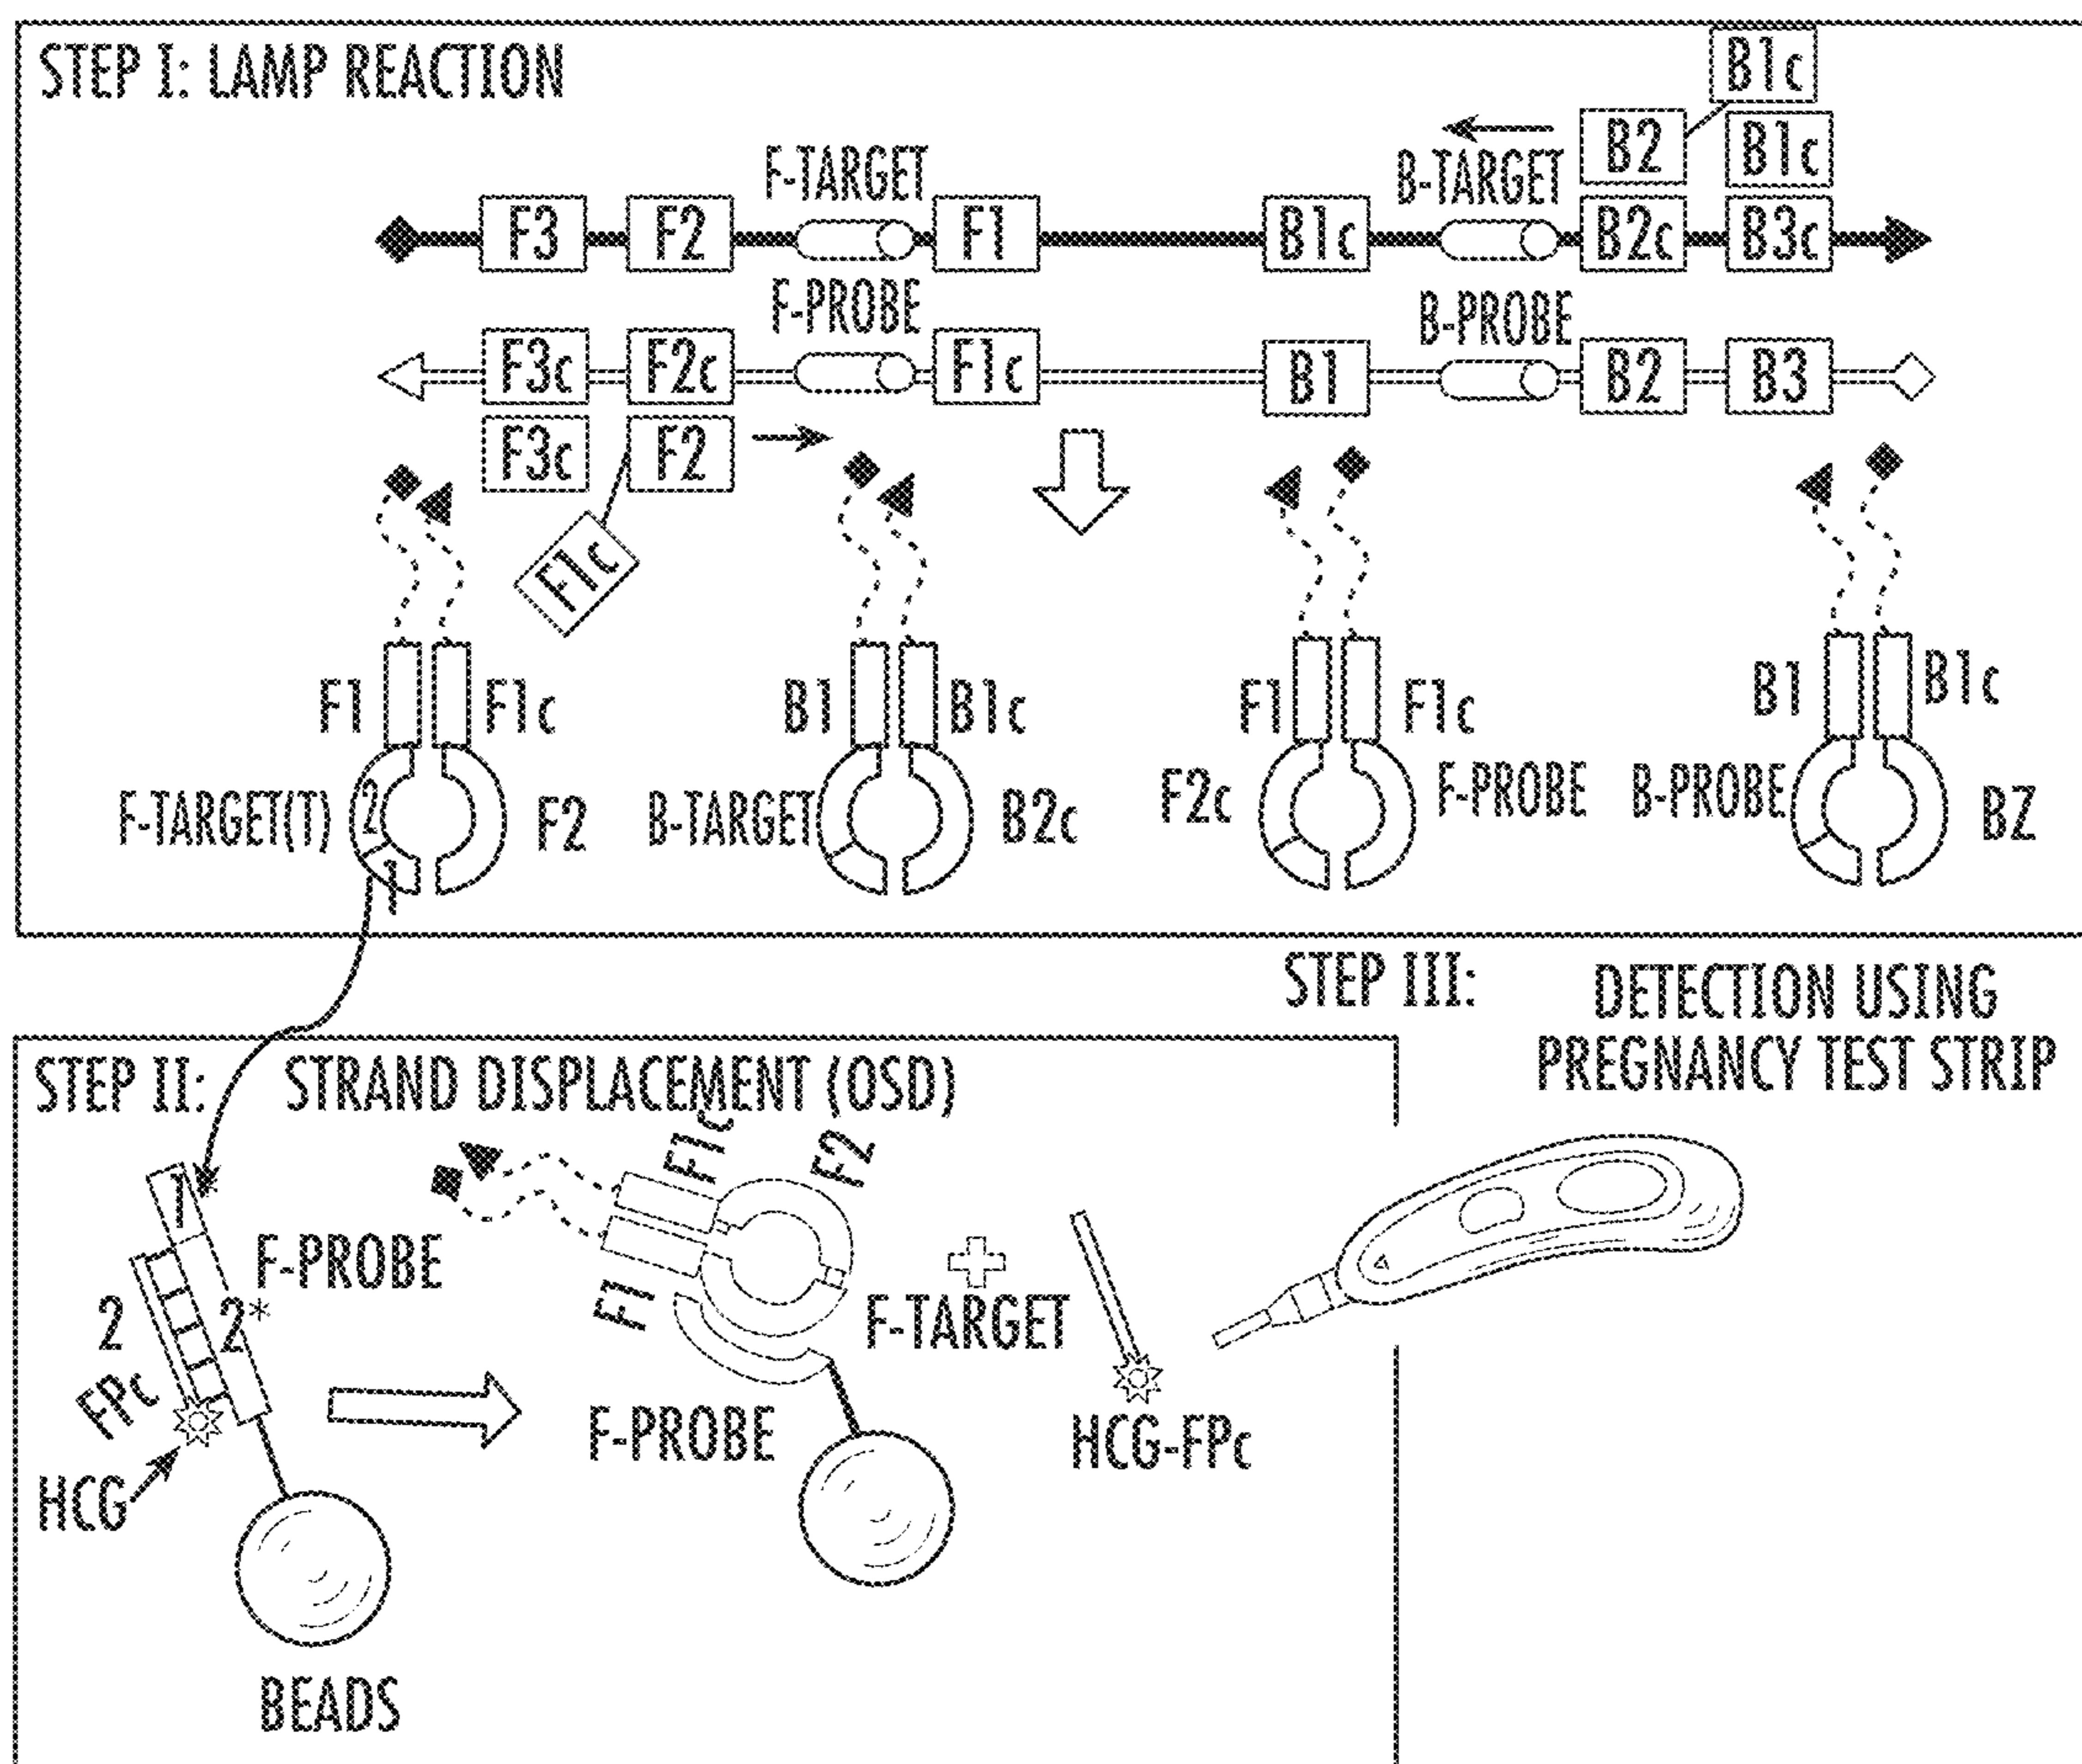 STEP I: LAMP REACTION
B1c
B2
B1c
F-TARGET
B-TARGET
F3
F2
F1
B1c
B2c
B3c
F-PROBE
B-PROBE
F3c
F2c
F1c
B1
B2
B3
F3c
F2
F1c
F1
F1c
B1
B1c
F1
F1c
B1
B1c
F-TARGET(T)
2
F2
B-TARGET
B2c
F2c
F-PROBE
B-PROBE
BZ
1
STEP III:
DETECTION USING
PREGNANCY TEST STRIP
STEP II: STRAND DISPLACEMENT (OSD)
F1c
F2
1*
F-PROBE
2
2*
F1
F-TARGET
FPc
F-PROBE
HCG-FPc
HCG
BEADS